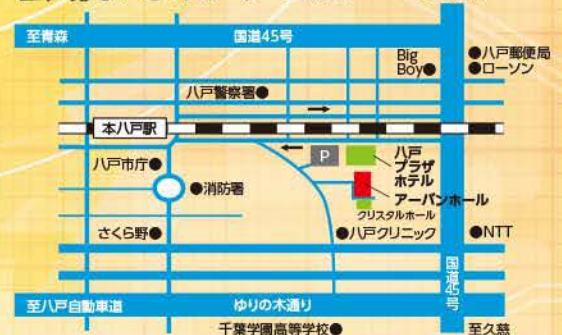 至青森
国道45号
Big
Boy●
●八戸郵便局
●ローソン
八戸警察署●
本八戸駅
P
八戸
プラザ
ホテル
八戸市庁●
●消防署
アーバンホール
クリスタルホール
さくら野●
●八戸クリニック
●NTT
国道45号
至八戸自動車道
ゆりの木通り
千葉学園高等学校●
至久慈